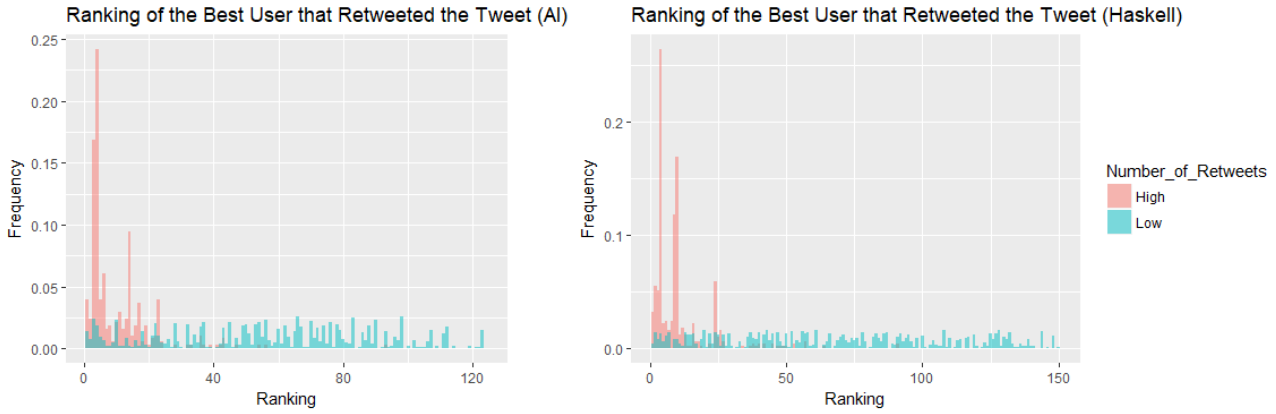 Ranking of the Best User that Retweeted the Tweet (AI)
0.25
0.20
0.15
0.10
0.05
0.00
Frequency
0
40
80
120
Ranking
Ranking of the Best User that Retweeted the Tweet (Haskell)
0.2
0.1
0.0
Frequency
0
50
100
150
Ranking
Number_of_Retweets
High
Low